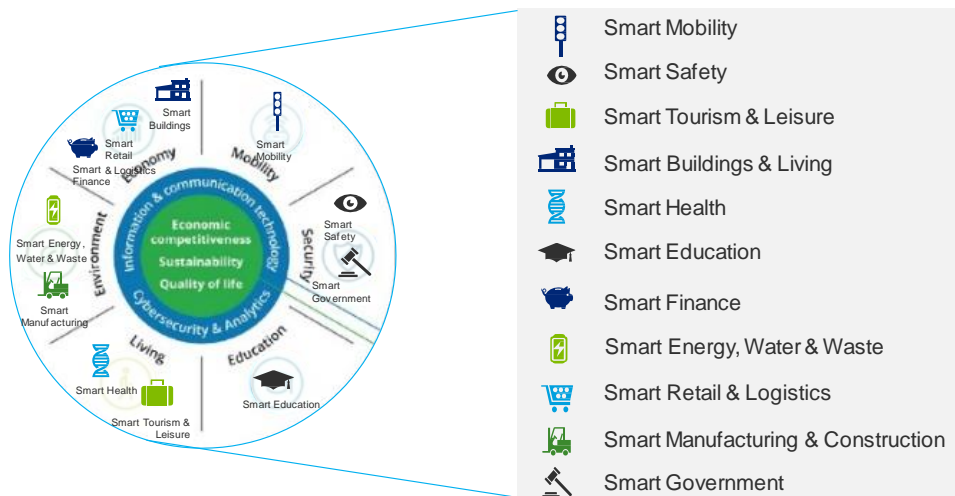 Smart
Buildings
Smart
Retail
& Logistics
Smart
Finance
Economy
Smart
Mobility
Mobility
Smart
Safety
Smart
Government
Security
Smart Energy,
Water & Waste
Smart
Manufacturing
Environment
Information & communication technology
Economic
competitiveness
Sustainability
Quality of life
Cybersecurity & Analytics
Living
Smart Health
Smart Tourism &
Leisure
Education
Smart Education
Smart Mobility
Smart Safety
Smart Tourism & Leisure
Smart Buildings & Living
Smart Health
Smart Education
Smart Finance
Smart Energy, Water & Waste
Smart Retail & Logistics
Smart Manufacturing & Construction
Smart Government